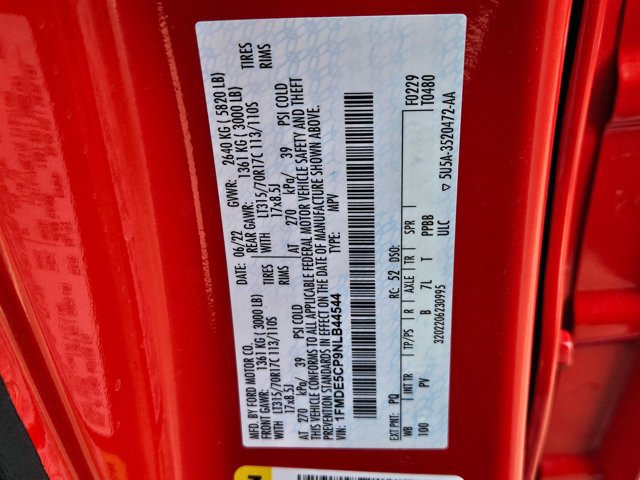 MFD. BY FORD MOTOR CO.
DATE: 06/22 GVWR: 2640 KG ( 5820 LB)
FRONT GAWR: 1361 KG (3000 LB) REAR GAWR: 1361 KG (3000 LB)
LT315/70R17C 113/110S TIRES WITH LT315/70R17C 113/110S TIRES
17x8.5J RIMS 17x8.5J RIMS
AT 270 kPa/ 39 PSI COLD AT 270 kPa/ 39 PSI COLD
THIS VEHICLE CONFORMS TO ALL APPLICABLE FEDERAL MOTOR VEHICLE SAFETY AND THEFT
PREVENTION STANDARDS IN EFFECT ON THE DATE OF MANUFACTURE SHOWN ABOVE.
VIN: 1FMDE5CP9NLB44544 TYPE: MPV
EXT PNT: PQ RC: 52 DSO: F0229
WB INT TR TP/PS R AXLE TR SPR T0480
100 PV B 7L T PPBB
ULC
3202206230995 5U5A-3520472-AA